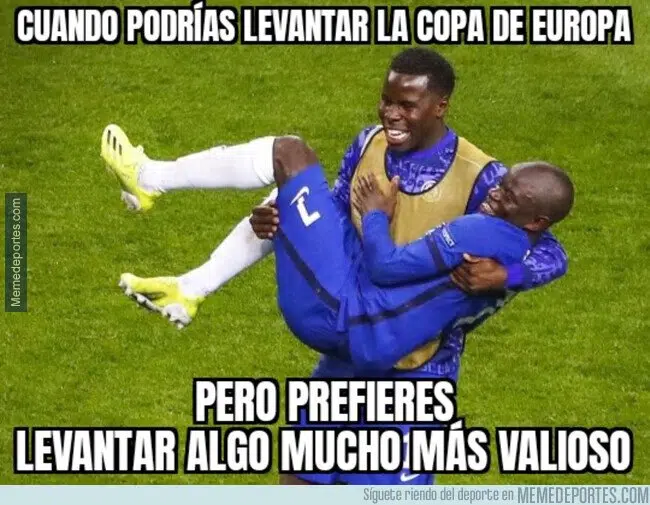 CUANDO PODRÍAS LEVANTAR LA COPA DE EUROPA
Memedeportes.com
7
PERO PREFIERES
LEVANTAR ALGO MUCHO MÁS VALIOSO
Síguete riendo del deporte en MEMEDEPORTES.COM